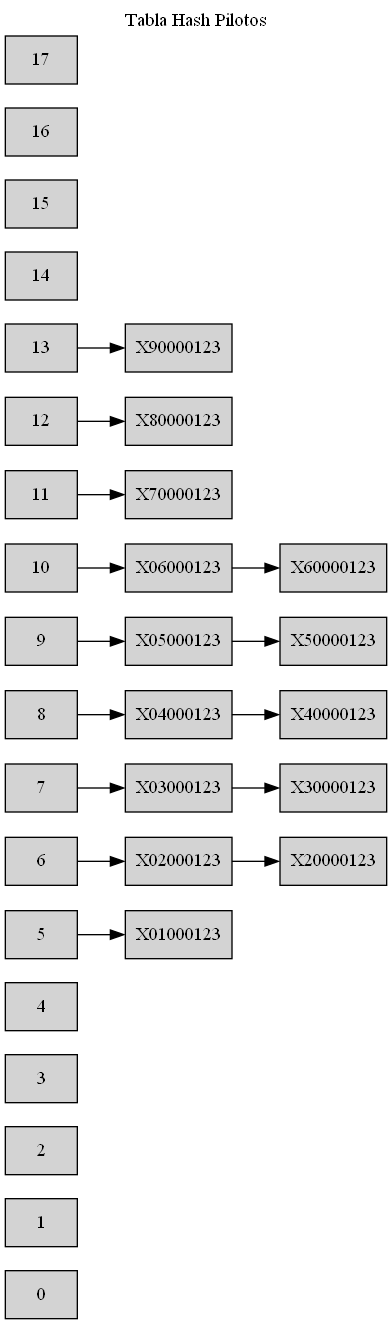 Tabla Hash Pilotos
17
16
15
14
13 X90000123
12 X80000123
11 X70000123
10 X06000123 X60000123
9 X05000123 X50000123
8 X04000123 X40000123
7 X03000123 X30000123
6 X02000123 X20000123
5 X01000123
4
3
2
1
0